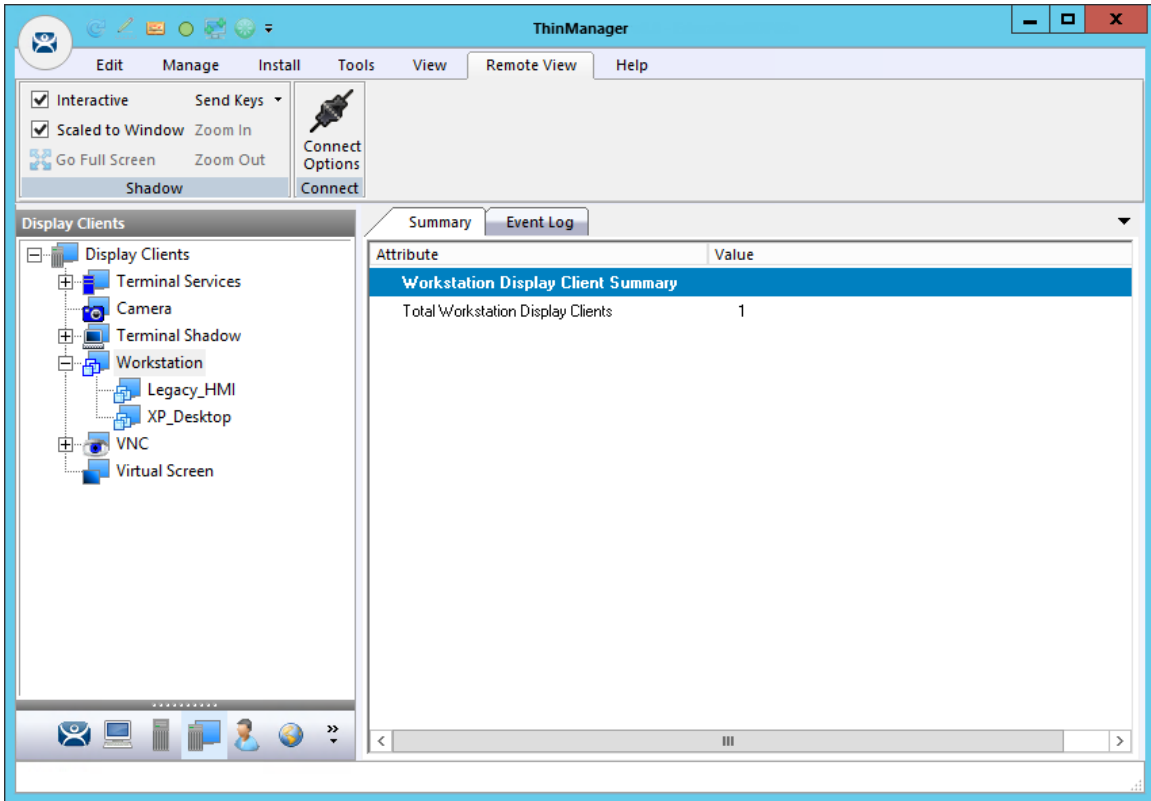 ThinManager
Edit Manage Install Tools View Remote View Help
Interactive Send Keys
Scaled to Window Zoom In
Go Full Screen Zoom Out
Connect Options
Shadow Connect
Display Clients
Summary Event Log
Display Clients
Terminal Services
Camera
Terminal Shadow
Workstation
Legacy_HMI
XP_Desktop
VNC
Virtual Screen
Attribute Value
Workstation Display Client Summary
Total Workstation Display Clients 1